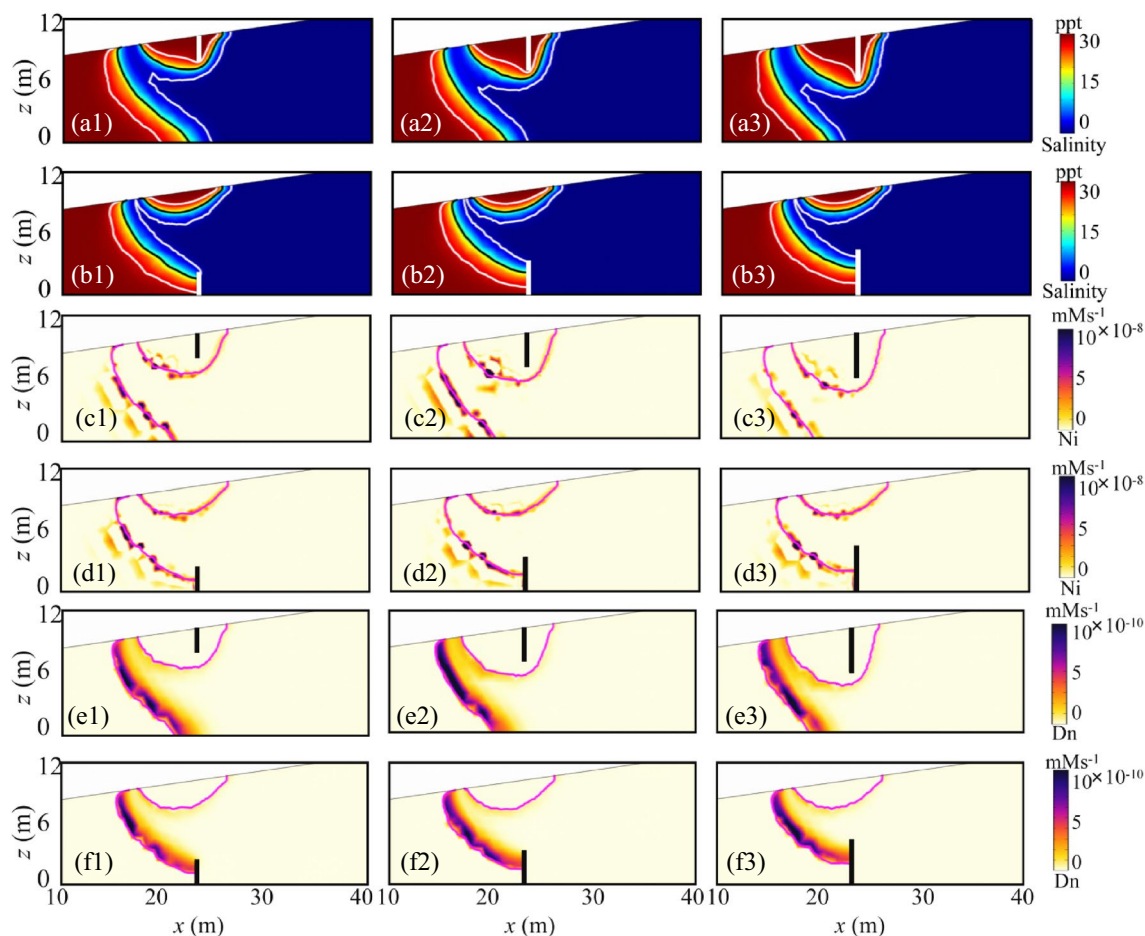 12 6 0 z (m) (a1) (a2) (a3) ppt 30 15 0 Salinity
12 6 0 z (m) (b1) (b2) (b3) ppt 30 15 0 Salinity
12 6 0 z (m) (c1) (c2) (c3) mMs-1 10×10-8 5 0 Ni
12 6 0 z (m) (d1) (d2) (d3) mMs-1 10×10-8 5 0 Ni
12 6 0 z (m) (e1) (e2) (e3) mMs-1 10×10-10 5 0 Dn
12 6 0 z (m) (f1) (f2) (f3) mMs-1 10×10-10 5 0 Dn
10 20 30 40 10 20 30 40 10 20 30 40
x (m) x (m) x (m)